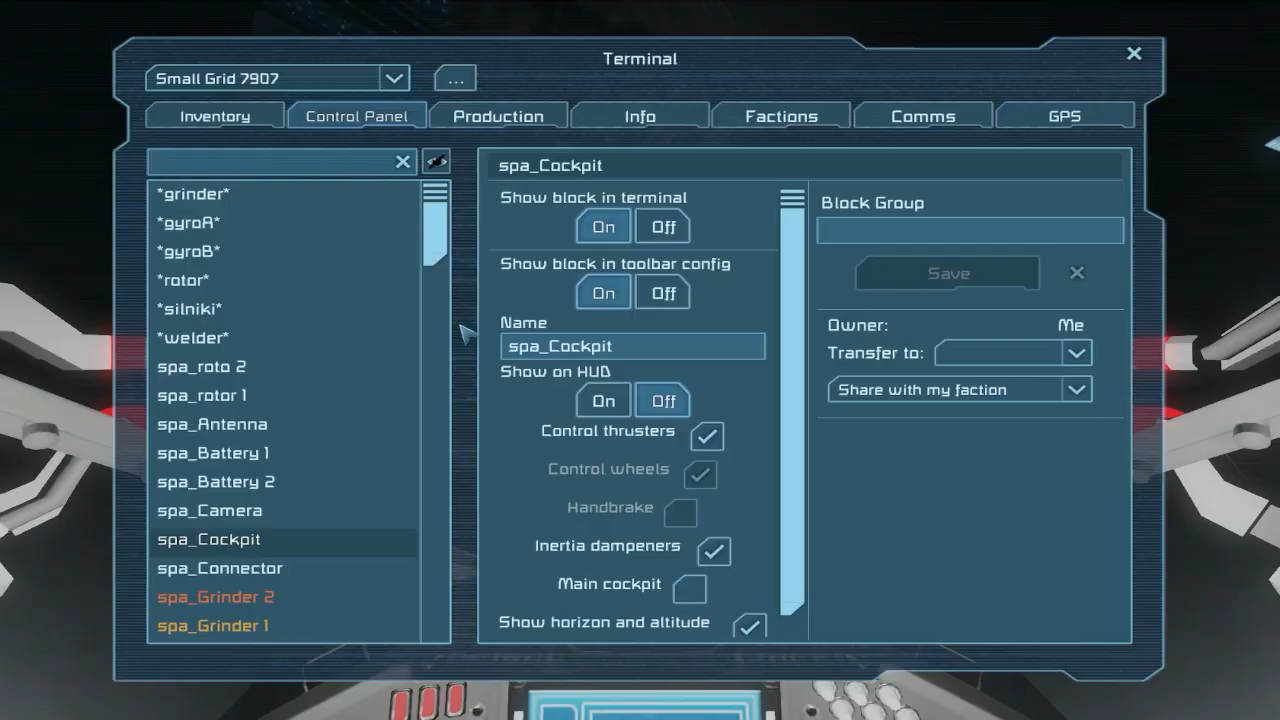 Terminal
Small Grid 7907
...
Inventory
Control Panel
Production
Info
Factions
Comms
GPS
*grinder*
*gyroA*
*gyroB*
*rotor*
*silniki*
*welder*
spa_roto 2
spa_rotor 1
spa_Antenna
spa_Battery 1
spa_Battery 2
spa_Camera
spa_Cockpit
spa_Connector
spa_Grinder 2
spa_Grinder 1
spa_Cockpit
Show block in terminal
On Off
Show block in toolbar config
On Off
Name
spa_Cockpit
Show on HUD
On Off
Control thrusters
Control wheels
Handbrake
Inertia dampeners
Main cockpit
Show horizon and altitude
Block Group
Save
Owner: Me
Transfer to:
Share with my faction